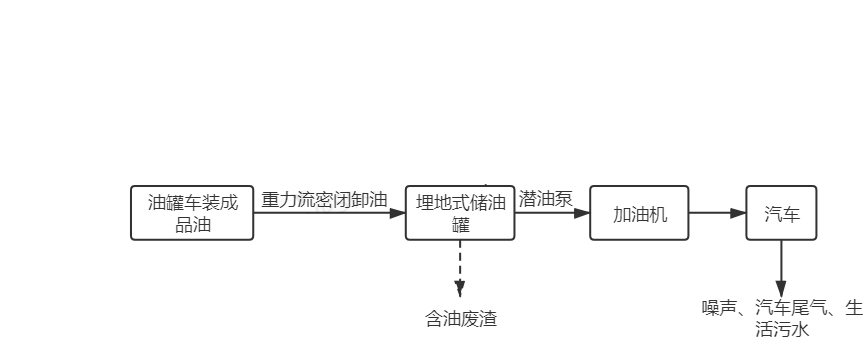 重力流密闭卸油
潜油泵
油罐车装成
品油
埋地式储油
罐
加油机
汽车
含油废渣
噪声、汽车尾气、生
活污水